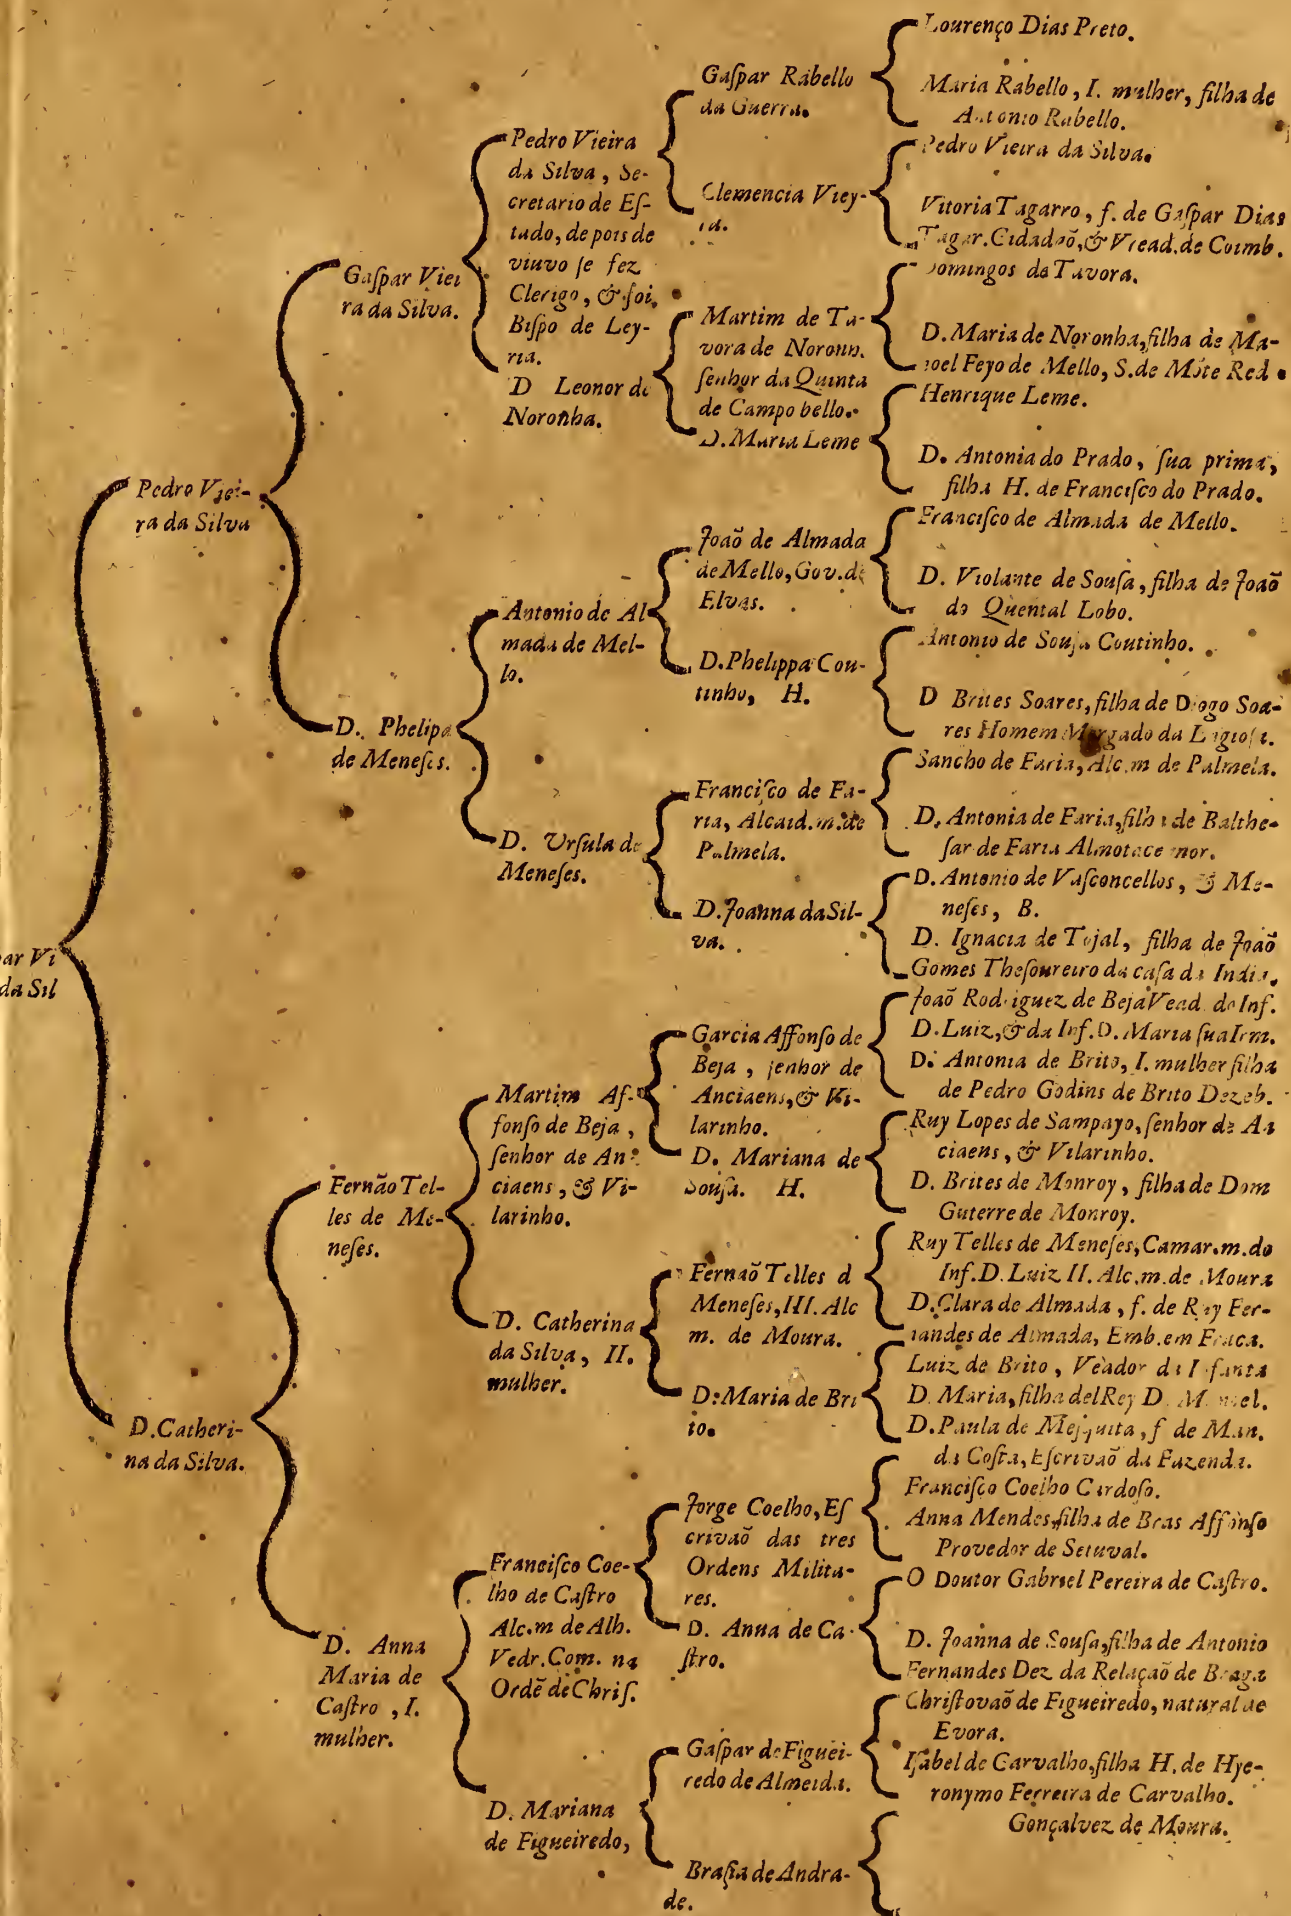 Lourenço Dias Preto.
Maria Rabello, I. mulher, filha de
Antonio Rabello.
Gaſpar Rabello
da Guerra.
Pedro Vieira da Silva.
Vitoria Tagarro, f. de Gaſpar Dias
Tagar. Cidadaõ, & Vread. de Coimb.
Clemencia Viey-
ra.
Pedro Vieira
da Silva, Se-
cretario de Eſ-
tado, depois de
viuvo ſe fez
Clerigo, & foi
Biſpo de Ley-
ria.
Domingos de Tavora.
D. Maria de Noronha, filha de Ma-
noel Feyo de Mello, S. de Mõte Red.
Martim de Ta-
vora de Noronh.
ſenhor da Quinta
de Campo bello.
Henrique Leme.
D. Antonia do Prado, ſua prima,
filha H. de Franciſco do Prado.
D. Maria Leme
D Leonor de
Noronha.
Gaſpar Viei
ra da Silva.
Francifco de Almada de Mello.
D. Violante de Souſa, filha de Joaõ
do Quental Lobo.
Joaõ de Almada
de Mello, Gov. de
Elvas.
Antonio de Souſa Coutinho.
D Brites Soares, filha de Diogo Soa-
res Homem Morgado da
D. Phelippa Cou-
tinho, H.
Antonio de Al
mada de Mel-
lo.
Sancho de Faria, Alc. m de Palmela.
D. Antonia de Faria, filha de Balthe-
ſar de Faria Almotace mor.
Franciſco de Fa-
ria, Alcaid. m. de
Palmela.
D. Antonio de Vaſconcellos, & Me-
neſes, B.
D. Ignacia de Tojal, filha de Joaõ
Gomes Theſoureiro da caſa da India.
D. Joanna da Sil-
va.
D. Urſula de
Meneſes.
D. Phelipa
de Meneſes.
Pedro Viei-
ra da Silva
par Vi
da Sil
Joaõ Rodriguez de Beja Vead. do Inf.
D. Luiz, & da Inf. D. Maria ſua Irm.
D. Antonia de Brito, I. mulher filha
de Pedro Godins de Brito Dezeb.
Garcia Affonſo de
Beja, ſenhor de
Anciaens, & Vi-
larinho.
Ruy Lopes de Sampayo, ſenhor de An
ciaens, & Vilarinho.
D. Brites de Monroy, filha de Dom
Guterre de Monroy.
D. Mariana de
Souſa. H.
Martim Af-
fonſo de Beja,
ſenhor de An-
ciaens, & Vi-
larinho.
Ruy Telles de Meneſes, Camar. m. do
Inf. D. Luiz II. Alc. m. de Moura
D. Clara de Almada, f. de Ruy Fer-
nandes de Almada, Emb. em Fraca.
Fernaõ Telles d
Meneſes, III. Alc
m. de Moura.
Luiz de Brito, Veador da Infanta
D. Maria, filha delRey D. Manoel.
D. Paula de Meſquita, f de Man.
da Coſta, Eſcrivaõ da Fazenda.
D: Maria de Bri
to.
D. Catherina
da Silva, II.
mulher.
Fernão Tel-
les de Me-
neſes.
Franciſco Coelho Cardoſo.
Anna Mendes, filha de Bras Affonſo
Provedor de Setuval.
Jorge Coelho, Eſ
crivaõ das tres
Ordens Milita-
res.
O Doutor Gabriel Pereira de Caſtro.
D. Joanna de Souſa, filha de Antonio
Fernandes Dez da Relaçaõ de Braga
D. Anna de Ca-
ſtro.
Franciſco Coe-
lho de Caſtro
Alc. m de Alh.
Vedr. Com. na
Ordẽ de Chriſ.
Chriſtovaõ de Figueiredo, natural de
Evora.
Iſabel de Carvalho, filha H. de Hye-
ronymo Ferreira de Carvalho.
Gaſpar de Figuei-
redo de Almeida.
Gonçalvez de Moura.
Braſia de Andra-
de.
D. Mariana
de Figueiredo,
D. Anna
Maria de
Caſtro, I.
mulher.
D. Catheri-
na da Silva.